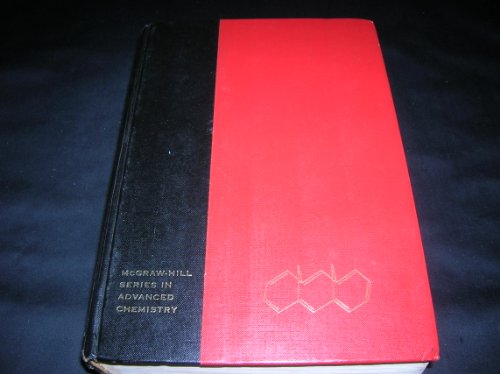 McGRAW-HILL
SERIES IN
ADVANCED
CHEMISTRY